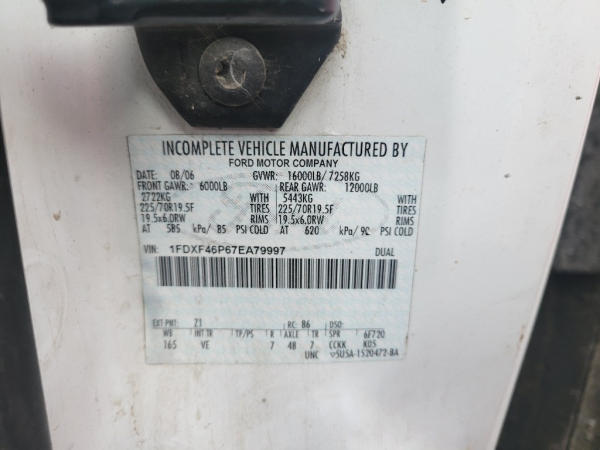 INCOMPLETE VEHICLE MANUFACTURED BY
FORD MOTOR COMPANY
DATE: 08/06 GVWR: 16000LB/ 7258KG
FRONT GAWR: 6000LB REAR GAWR: 12000LB
2722KG WITH 5443KG WITH
225/70R19.5F TIRES 225/70R19.5F TIRES
19.5x6.0RW RIMS 19.5x6.0RW RIMS
AT 585 kPa/ 85 PSI COLD AT 620 kPa/ 90 PSI COLD
VIN: 1FDXF46P67EA79997 DUAL
EXT PNT: Z1 RC: 86 DSO:
WB INT TR TP/PS R AXLE TR SPR 6F720
165 VE 7 48 7 CCKK K05
UNC ▽5U5A-1520472-BA